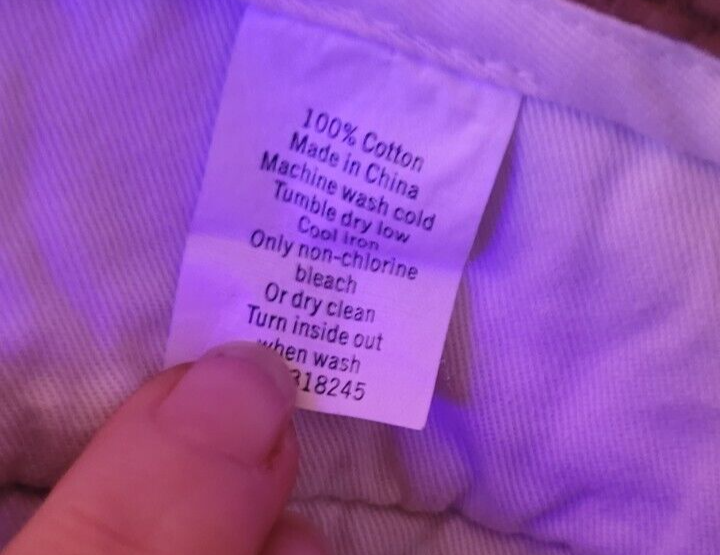 100% Cotton
Made in China
Machine wash cold
Tumble dry low
Cool Iron
Only non-chlorine
bleach
Or dry clean
Turn inside out
when wash
318245